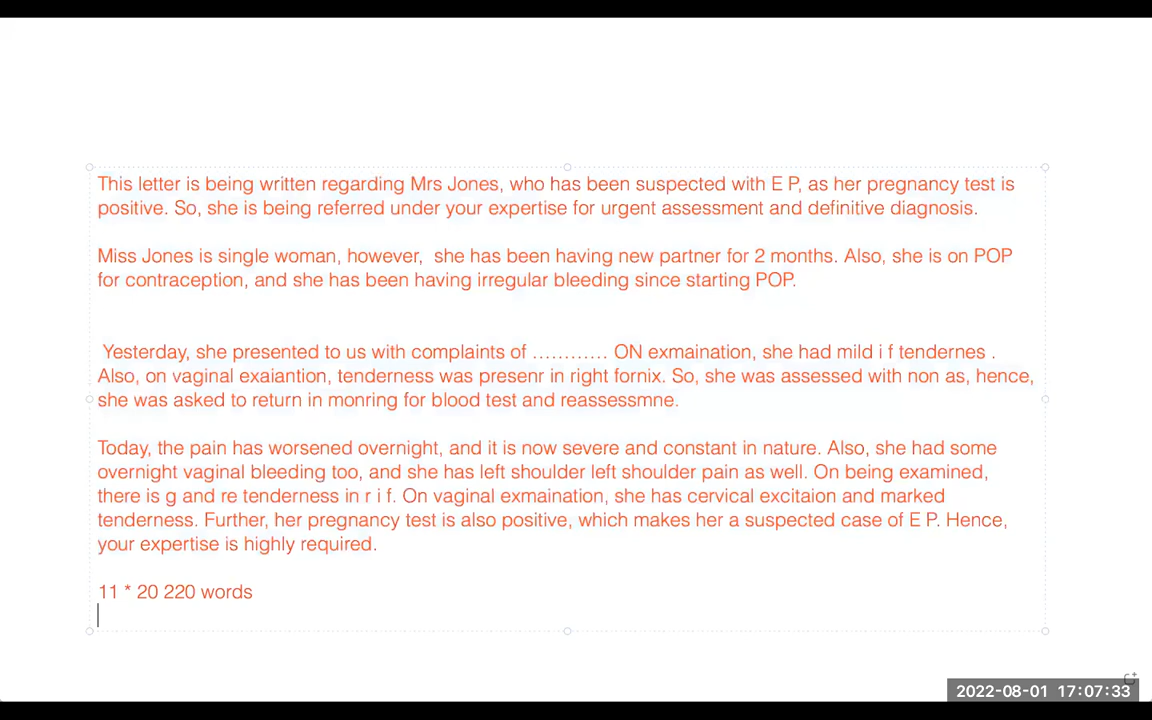 This letter is being written regarding Mrs Jones, who has been suspected with E P, as her pregnancy test is
positive. So, she is being referred under your expertise for urgent assessment and definitive diagnosis.
Miss Jones is single woman, however,  she has been having new partner for 2 months. Also, she is on POP
for contraception, and she has been having irregular bleeding since starting POP.
Yesterday, she presented to us with complaints of ............ ON exmaination, she had mild i f tendernes .
Also, on vaginal exaiantion, tenderness was presenr in right fornix. So, she was assessed with non as, hence,
she was asked to return in monring for blood test and reassessmne.
Today, the pain has worsened overnight, and it is now severe and constant in nature. Also, she had some
overnight vaginal bleeding too, and she has left shoulder left shoulder pain as well. On being examined,
there is g and re tenderness in r i f. On vaginal exmaination, she has cervical excitaion and marked
tenderness. Further, her pregnancy test is also positive, which makes her a suspected case of E P. Hence,
your expertise is highly required.
11 * 20 220 words
2022-08-01 17:07:33